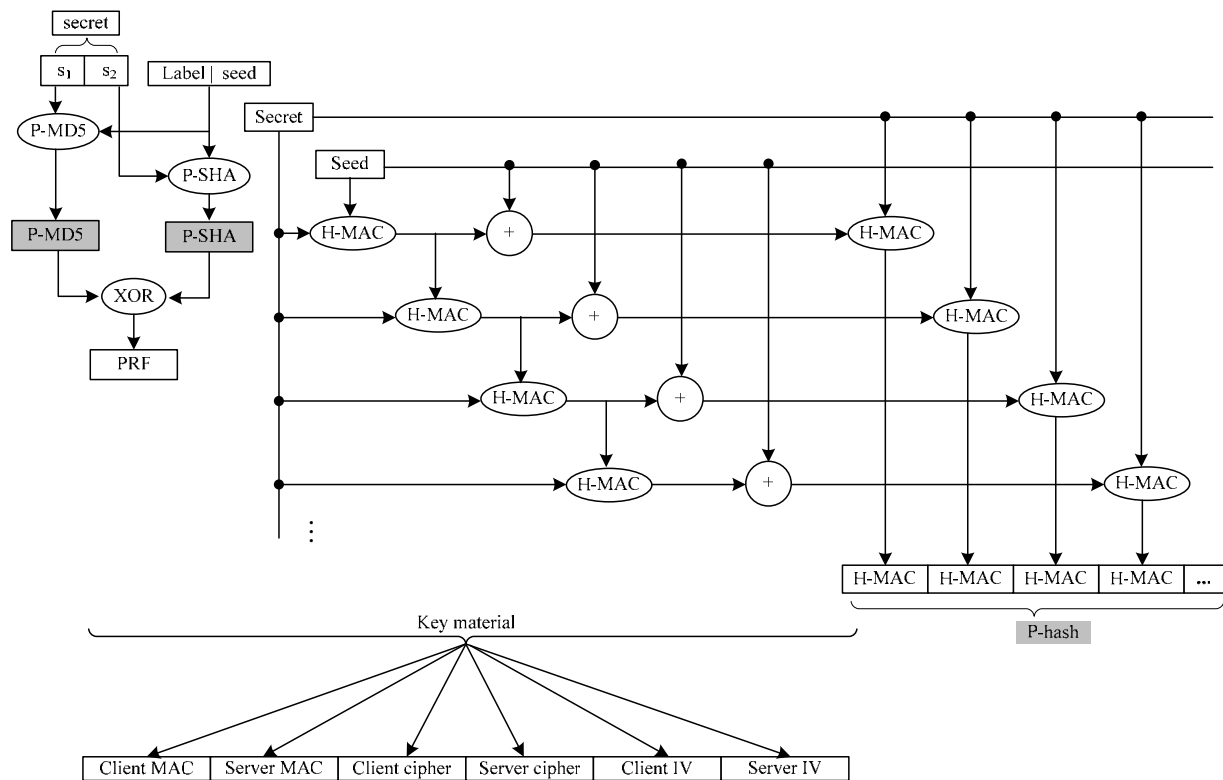 secret
s1 s2
Label | seed
P-MD5
P-SHA
P-MD5
P-SHA
XOR
PRF
Secret
Seed
H-MAC + H-MAC
H-MAC + H-MAC
H-MAC + H-MAC
H-MAC + H-MAC
⋮
H-MAC H-MAC H-MAC H-MAC ...
P-hash
Key material
Client MAC Server MAC Client cipher Server cipher Client IV Server IV